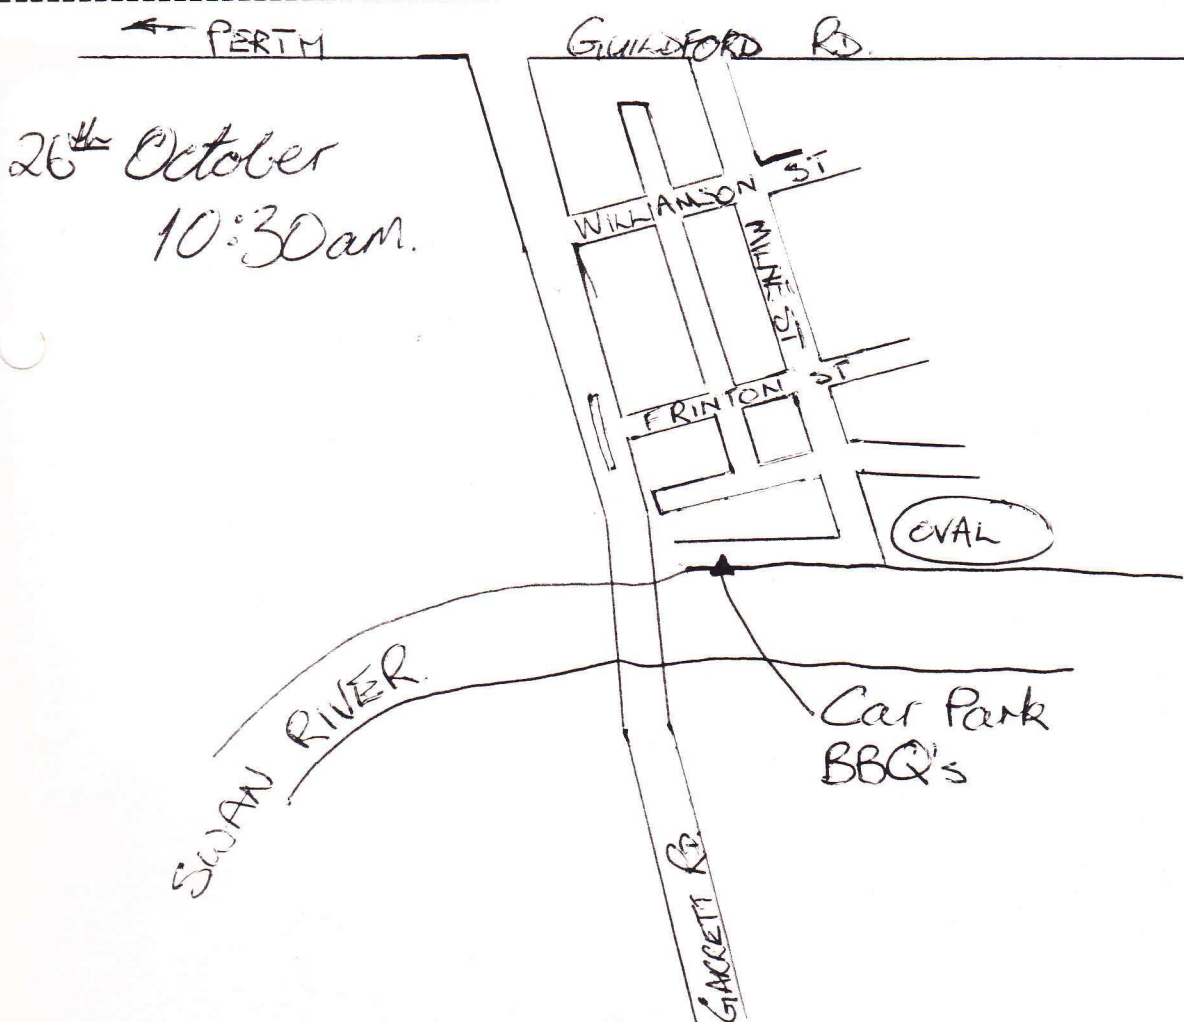 ← PERTH
GUILDFORD RD.
26th October
10:30am.
WILLIAMSON ST
MILNE ST
FRINTON ST
OVAL
SWAN RIVER
Car Park
BBQ's
GARRETT RD.